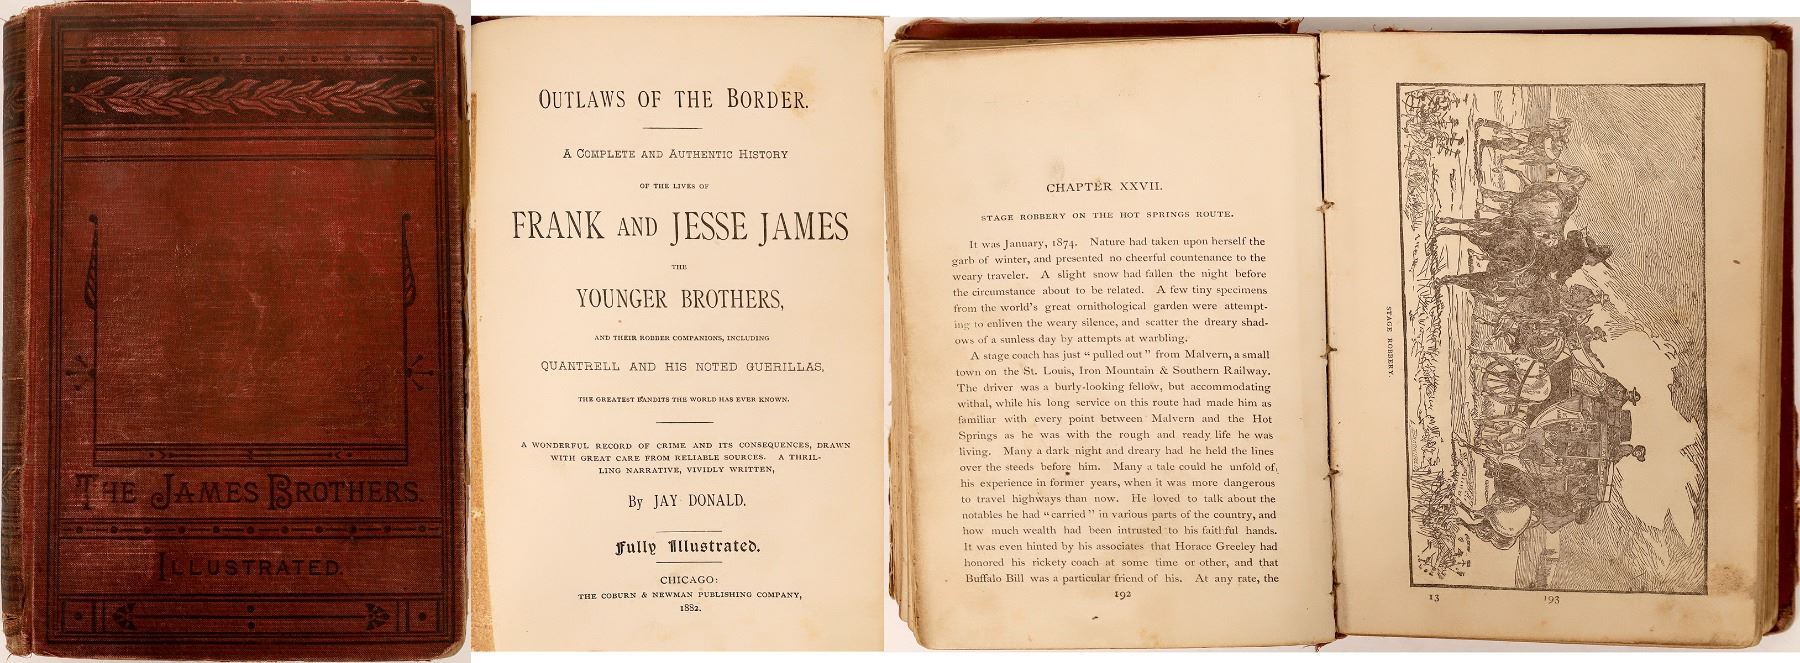 THE JAMES BROTHERS.
ILLUSTRATED.
OUTLAWS OF THE BORDER.
A COMPLETE AND AUTHENTIC HISTORY
OF THE LIVES OF
FRANK AND JESSE JAMES
THE
YOUNGER BROTHERS,
AND THEIR ROBBER COMPANIONS, INCLUDING
QUANTRELL AND HIS NOTED GUERILLAS,
THE GREATEST BANDITS THE WORLD HAS EVER KNOWN.
A WONDERFUL RECORD OF CRIME AND ITS CONSEQUENCES, DRAWN
WITH GREAT CARE FROM RELIABLE SOURCES. A THRIL-
LING NARRATIVE, VIVIDLY WRITTEN,
By JAY DONALD.
Fully Illustrated.
CHICAGO:
THE COBURN & NEWMAN PUBLISHING COMPANY,
1882.
CHAPTER XXVII.
STAGE ROBBERY ON THE HOT SPRINGS ROUTE.
It was January, 1874. Nature had taken upon herself the
garb of winter, and presented no cheerful countenance to the
weary traveler. A slight snow had fallen the night before
the circumstance about to be related. A few tiny specimens
from the world's great ornithological garden were attempt-
ing to enliven the weary silence, and scatter the dreary shad-
ows of a sunless day by attempts at warbling.
A stage coach has just "pulled out" from Malvern, a small
town on the St. Louis, Iron Mountain & Southern Railway.
The driver was a burly-looking fellow, but accommodating
withal, while his long service on this route had made him as
familiar with every point between Malvern and the Hot
Springs as he was with the rough and ready life he was
living. Many a dark night and dreary had he held the lines
over the steeds before him. Many a tale could he unfold of
his experience in former years, when it was more dangerous
to travel highways than now. He loved to talk about the
notables he had "carried" in various parts of the country, and
how much wealth had been intrusted to his faithful hands.
It was even hinted by his associates that Horace Greeley had
honored his rickety coach at some time or other, and that
Buffalo Bill was a particular friend of his. At any rate, the
192
STAGE ROBBERY.
13
193